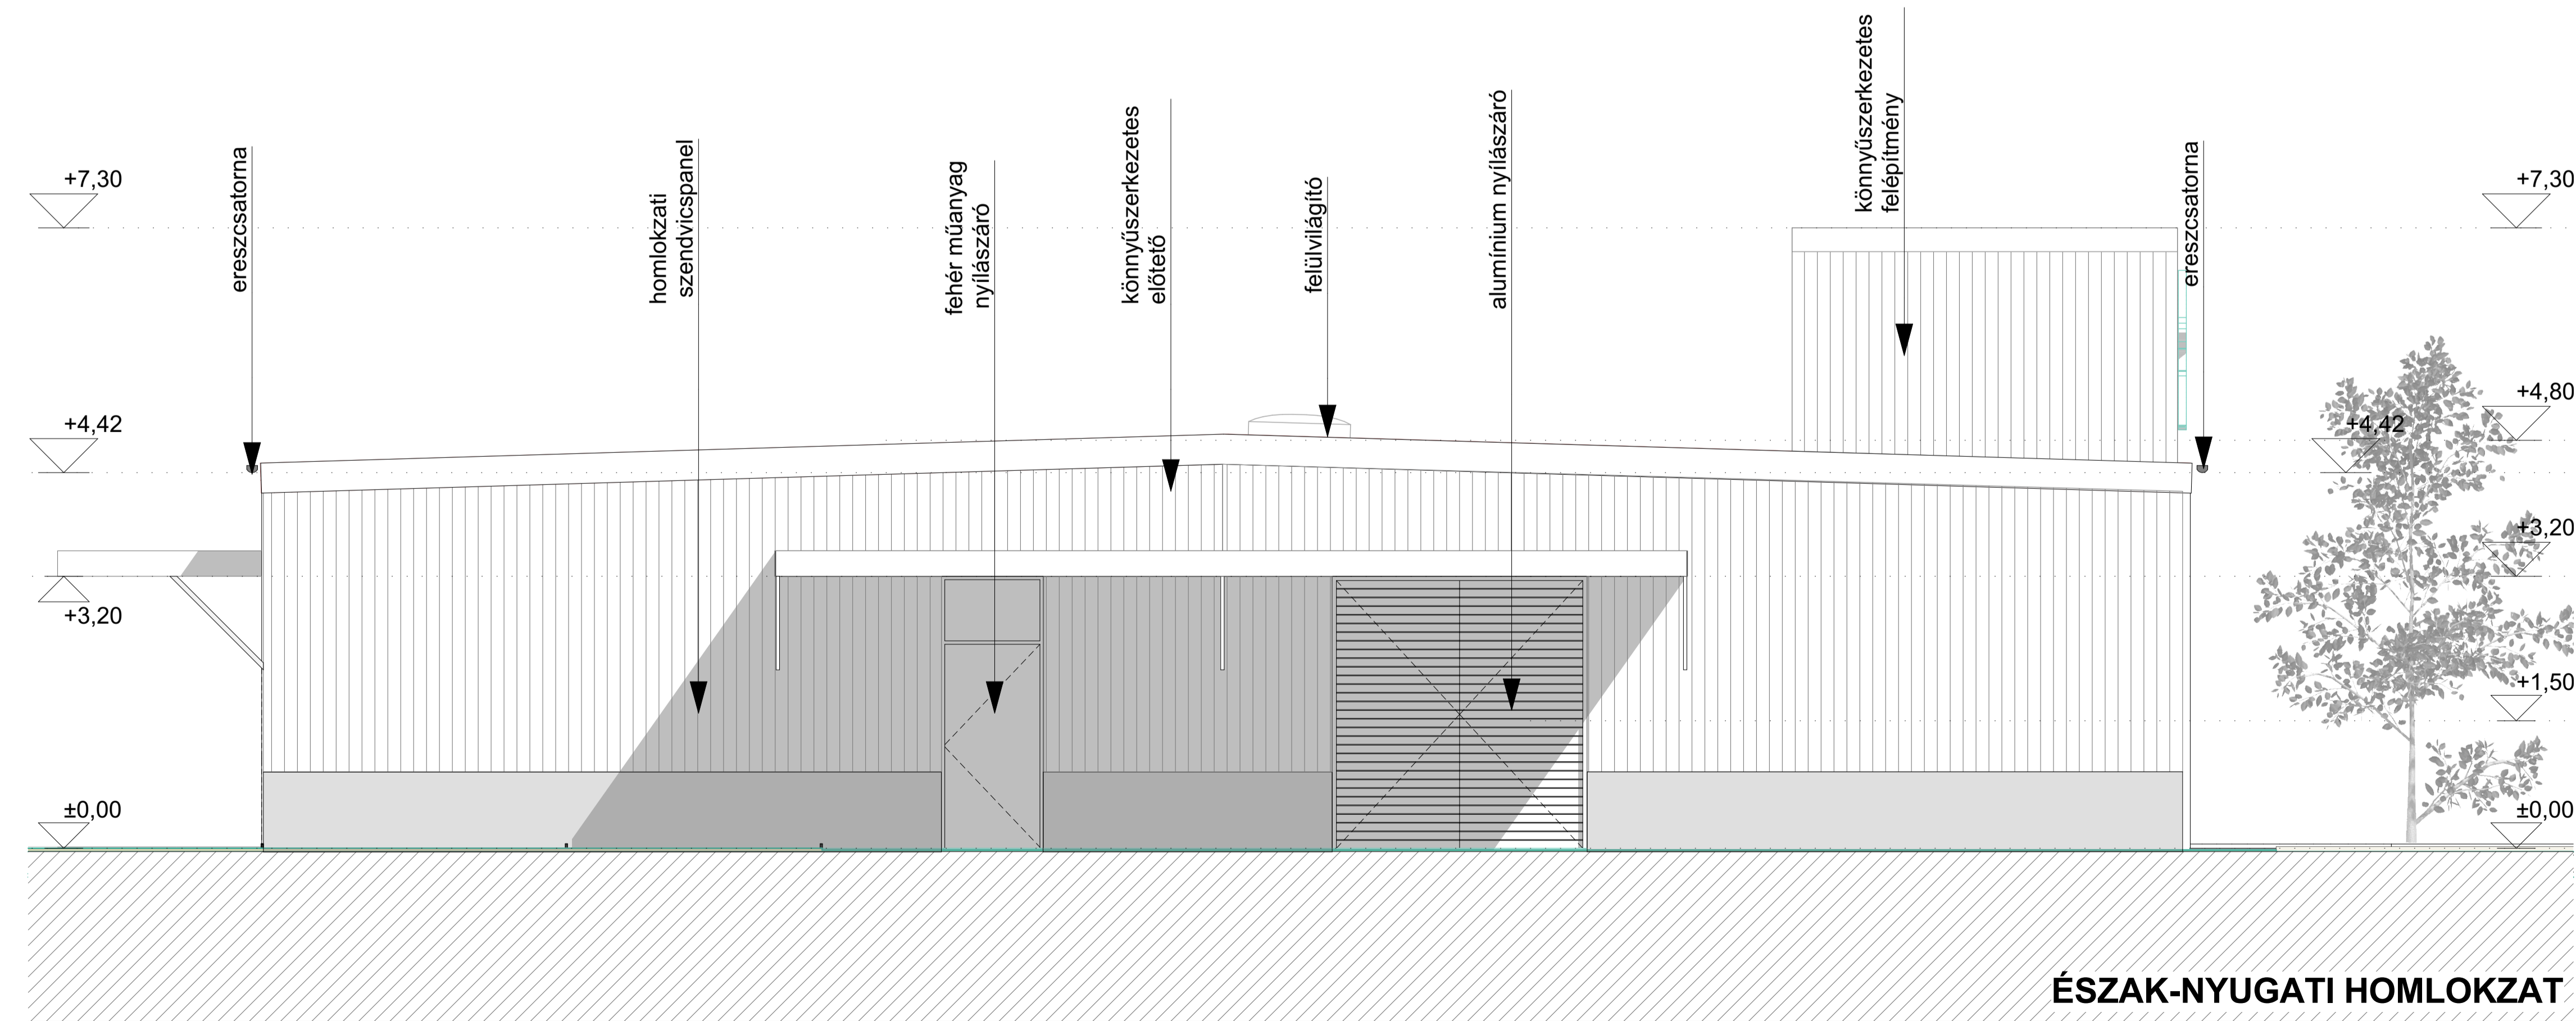 ereszcsatorna
homlokzati
szendvicspanel
fehér műanyag
nyílászáró
könnyűszerkezetes
előtető
felülvilágító
alumínium nyílászáró
könnyűszerkezetes
felépítmény
ereszcsatorna
+7,30
+4,42
+3,20
±0,00
+7,30
+4,80
+4,42
+3,20
+1,50
±0,00
ÉSZAK-NYUGATI HOMLOKZAT